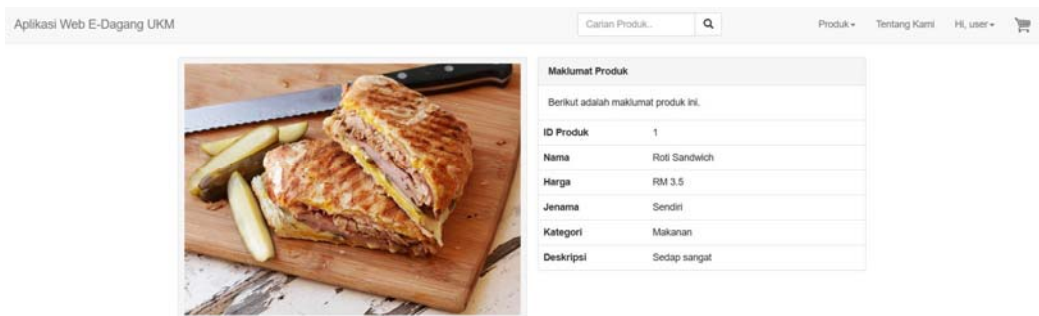 Aplikasi Web E-Dagang UKM
Carian Produk..
Produk
Tentang Kami
Hi, user
Maklumat Produk
Berikut adalah maklumat produk ini.
ID Produk 1
Nama Roti Sandwich
Harga RM 3.5
Jenama Sendiri
Kategori Makanan
Deskripsi Sedap sangat